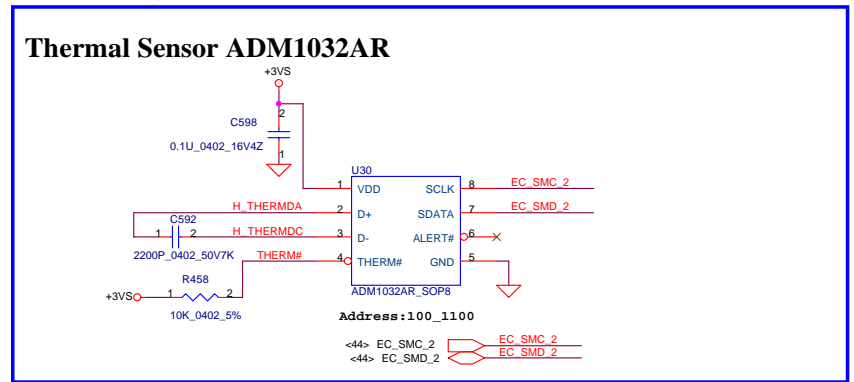 Thermal Sensor ADM1032AR
+3VS
2
C598
0.1U_0402_16V4Z
1
U30
1 VDD SCLK 8 EC_SMC_2
H_THERMDA 2 D+ SDATA 7 EC_SMD_2
C592
1 2 H_THERMDC 3 D- ALERT# 6
2200P_0402_50V7K THERM# 4 THERM# GND 5
R458
+3VS 1 2
ADM1032AR_SOP8
10K_0402_5%
Address:100_1100
<44> EC_SMC_2 EC_SMC_2
<44> EC_SMD_2 EC_SMD_2